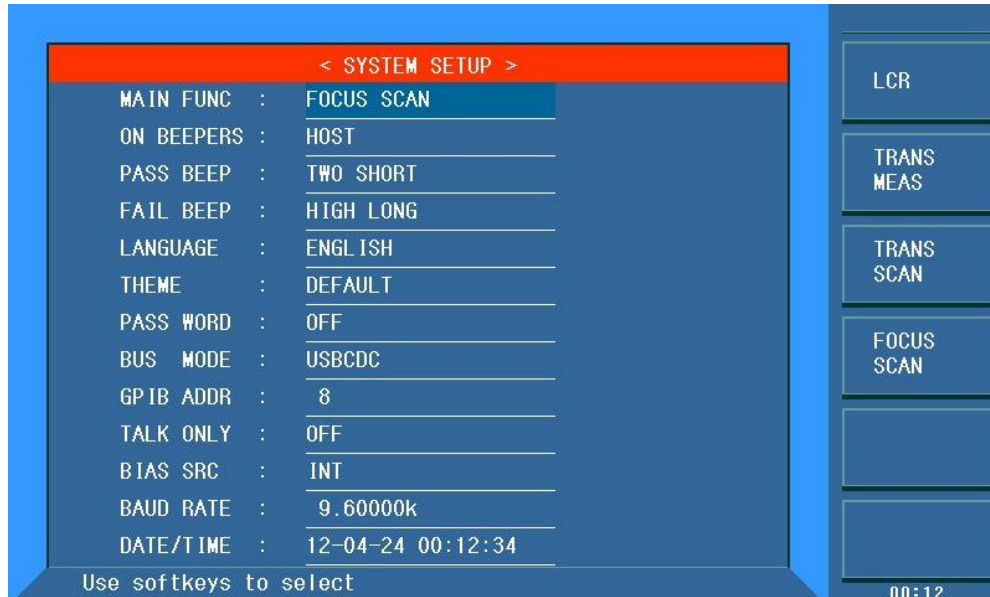 < SYSTEM SETUP >
MAIN FUNC : FOCUS SCAN
ON BEEPERS : HOST
PASS BEEP : TWO SHORT
FAIL BEEP : HIGH LONG
LANGUAGE : ENGLISH
THEME : DEFAULT
PASS WORD : OFF
BUS MODE : USBCDC
GPIB ADDR : 8
TALK ONLY : OFF
BIAS SRC : INT
BAUD RATE : 9.60000k
DATE/TIME : 12-04-24 00:12:34
Use softkeys to select
LCR
TRANS
MEAS
TRANS
SCAN
FOCUS
SCAN
00:12